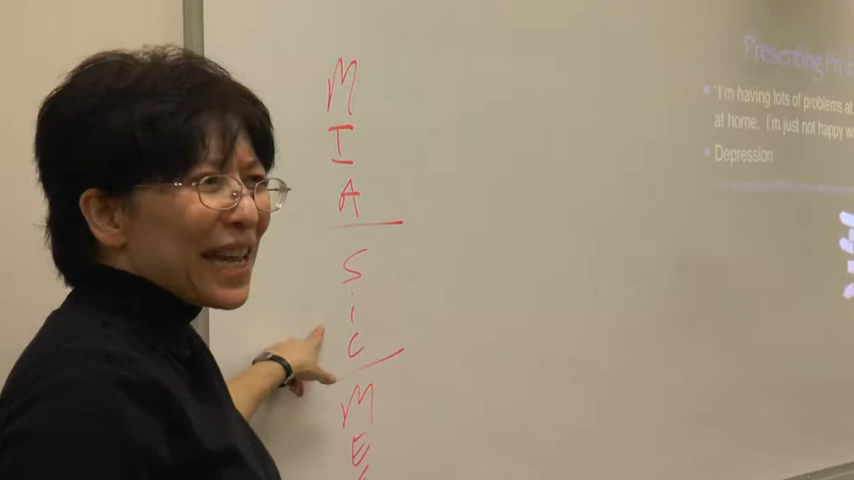 M
I
A
S
i
C
M
E
Presenting Prob
• "I'm having lots of problems at
at home. I'm just not happy w
• Depression